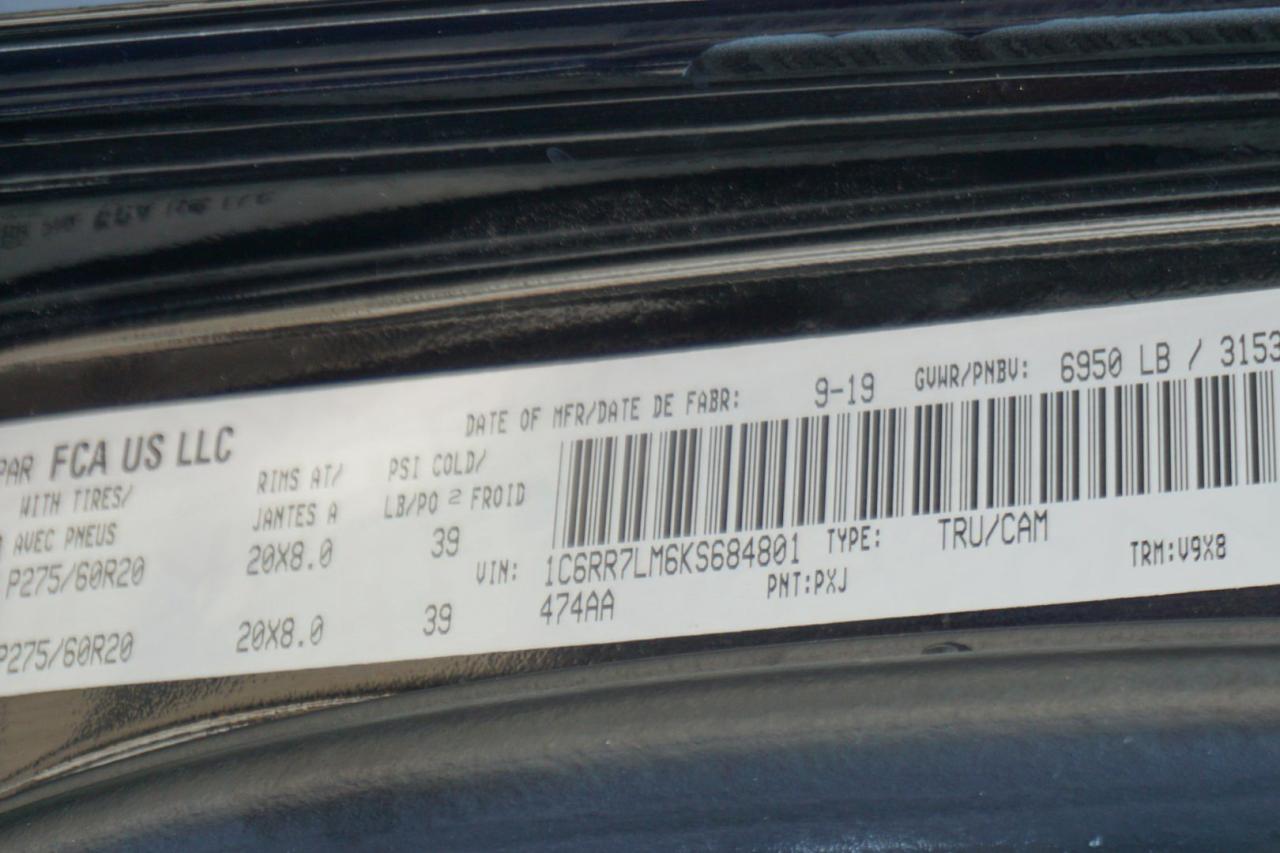 PAR FCA US LLC
DATE OF MFR/DATE DE FABR: 9-19 GVWR/PNBV: 6950 LB / 3153
WITH TIRES/ RIMS AT/ PSI COLD/
AVEC PNEUS JANTES A LB/PO ² FROID
P275/60R20 20X8.0 39
VIN: 1C6RR7LM6KS684801 TYPE: TRU/CAM
P275/60R20 20X8.0 39
474AA PNT:PXJ TRM:V9X8